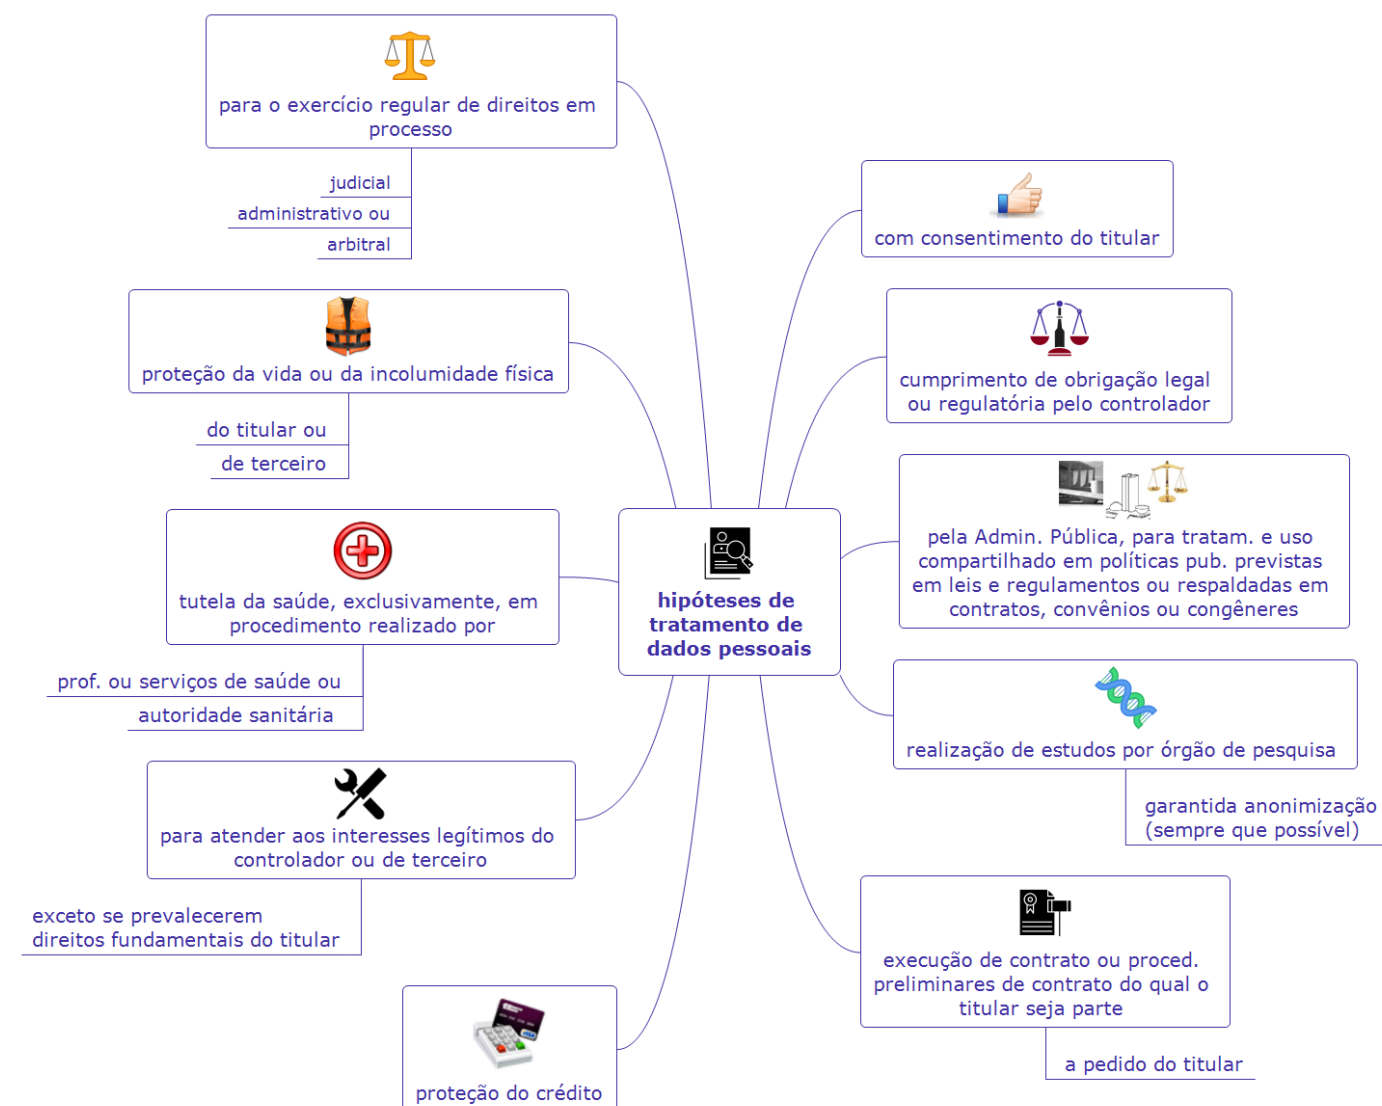 para o exercício regular de direitos em
processo
judicial
administrativo ou
arbitral
proteção da vida ou da incolumidade física
do titular ou
de terceiro
tutela da saúde, exclusivamente, em
procedimento realizado por
prof. ou serviços de saúde ou
autoridade sanitária
para atender aos interesses legítimos do
controlador ou de terceiro
exceto se prevalecerem
direitos fundamentais do titular
proteção do crédito
hipóteses de
tratamento de
dados pessoais
com consentimento do titular
cumprimento de obrigação legal
ou regulatória pelo controlador
pela Admin. Pública, para tratam. e uso
compartilhado em políticas pub. previstas
em leis e regulamentos ou respaldadas em
contratos, convênios ou congêneres
realização de estudos por órgão de pesquisa
garantida anonimização
(sempre que possível)
execução de contrato ou proced.
preliminares de contrato do qual o
titular seja parte
a pedido do titular